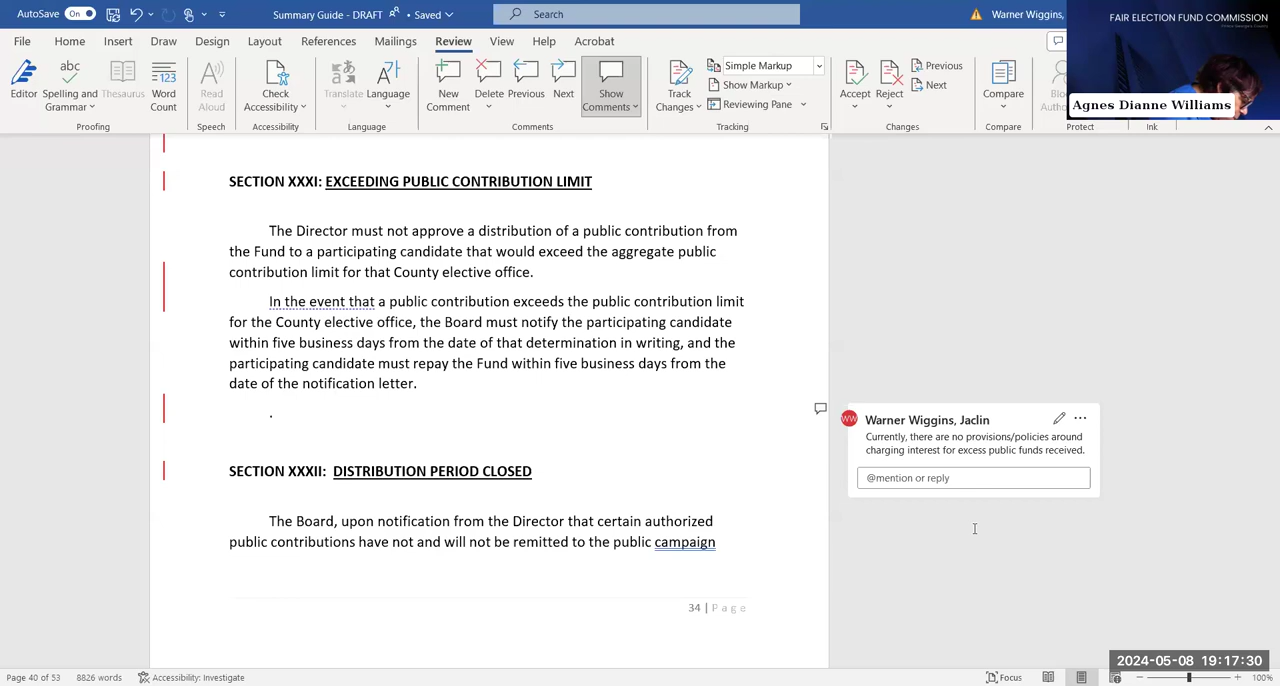 AutoSave On Summary Guide - DRAFT • Saved Search Warner Wiggins,
FAIR ELECTION FUND COMMISSION
File Home Insert Draw Design Layout References Mailings Review View Help Acrobat
Editor Spelling and Grammar Thesaurus Word Count Read Aloud Check Accessibility Translate Language New Comment Delete Previous Next Show Comments Track Changes Simple Markup Show Markup Reviewing Pane Accept Reject Previous Next Compare
Agnes Dianne Williams
Proofing Speech Accessibility Language Comments Tracking Changes Compare Protect Ink
SECTION XXXI: EXCEEDING PUBLIC CONTRIBUTION LIMIT
The Director must not approve a distribution of a public contribution from
the Fund to a participating candidate that would exceed the aggregate public
contribution limit for that County elective office.
In the event that a public contribution exceeds the public contribution limit
for the County elective office, the Board must notify the participating candidate
within five business days from the date of that determination in writing, and the
participating candidate must repay the Fund within five business days from the
date of the notification letter.
.
WW Warner Wiggins, Jaclin
Currently, there are no provisions/policies around
charging interest for excess public funds received.
@mention or reply
SECTION XXXII: DISTRIBUTION PERIOD CLOSED
The Board, upon notification from the Director that certain authorized
public contributions have not and will not be remitted to the public campaign
34 | Page
2024-05-08 19:17:30
Page 40 of 53 8826 words Accessibility: Investigate Focus 100%